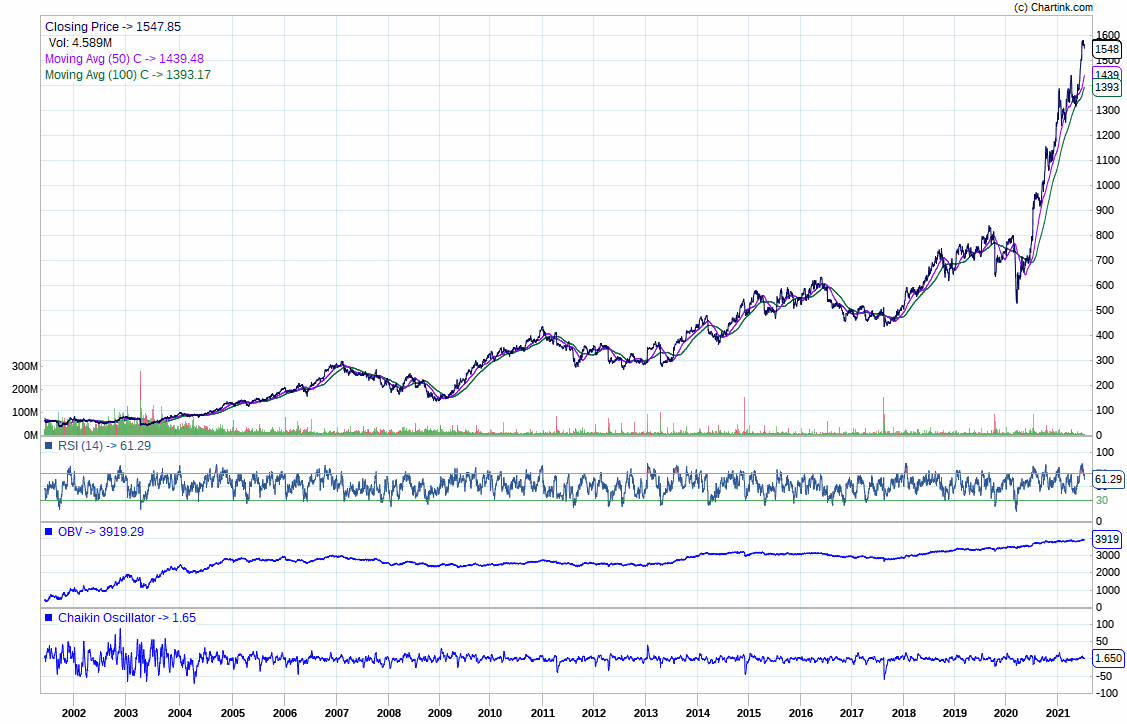 (c) Chartink.com
Closing Price -> 1547.85
Vol: 4.589M
Moving Avg (50) C -> 1439.48
Moving Avg (100) C -> 1393.17
1600
1548
1500
1439
1393
1300
1200
1100
1000
900
800
700
600
500
400
300
200
100
0
300M
200M
100M
0M
RSI (14) -> 61.29
100
61.29
30
0
OBV -> 3919.29
3919
3000
2000
1000
0
Chaikin Oscillator -> 1.65
100
50
1.650
-50
-100
2002 2003 2004 2005 2006 2007 2008 2009 2010 2011 2012 2013 2014 2015 2016 2017 2018 2019 2020 2021